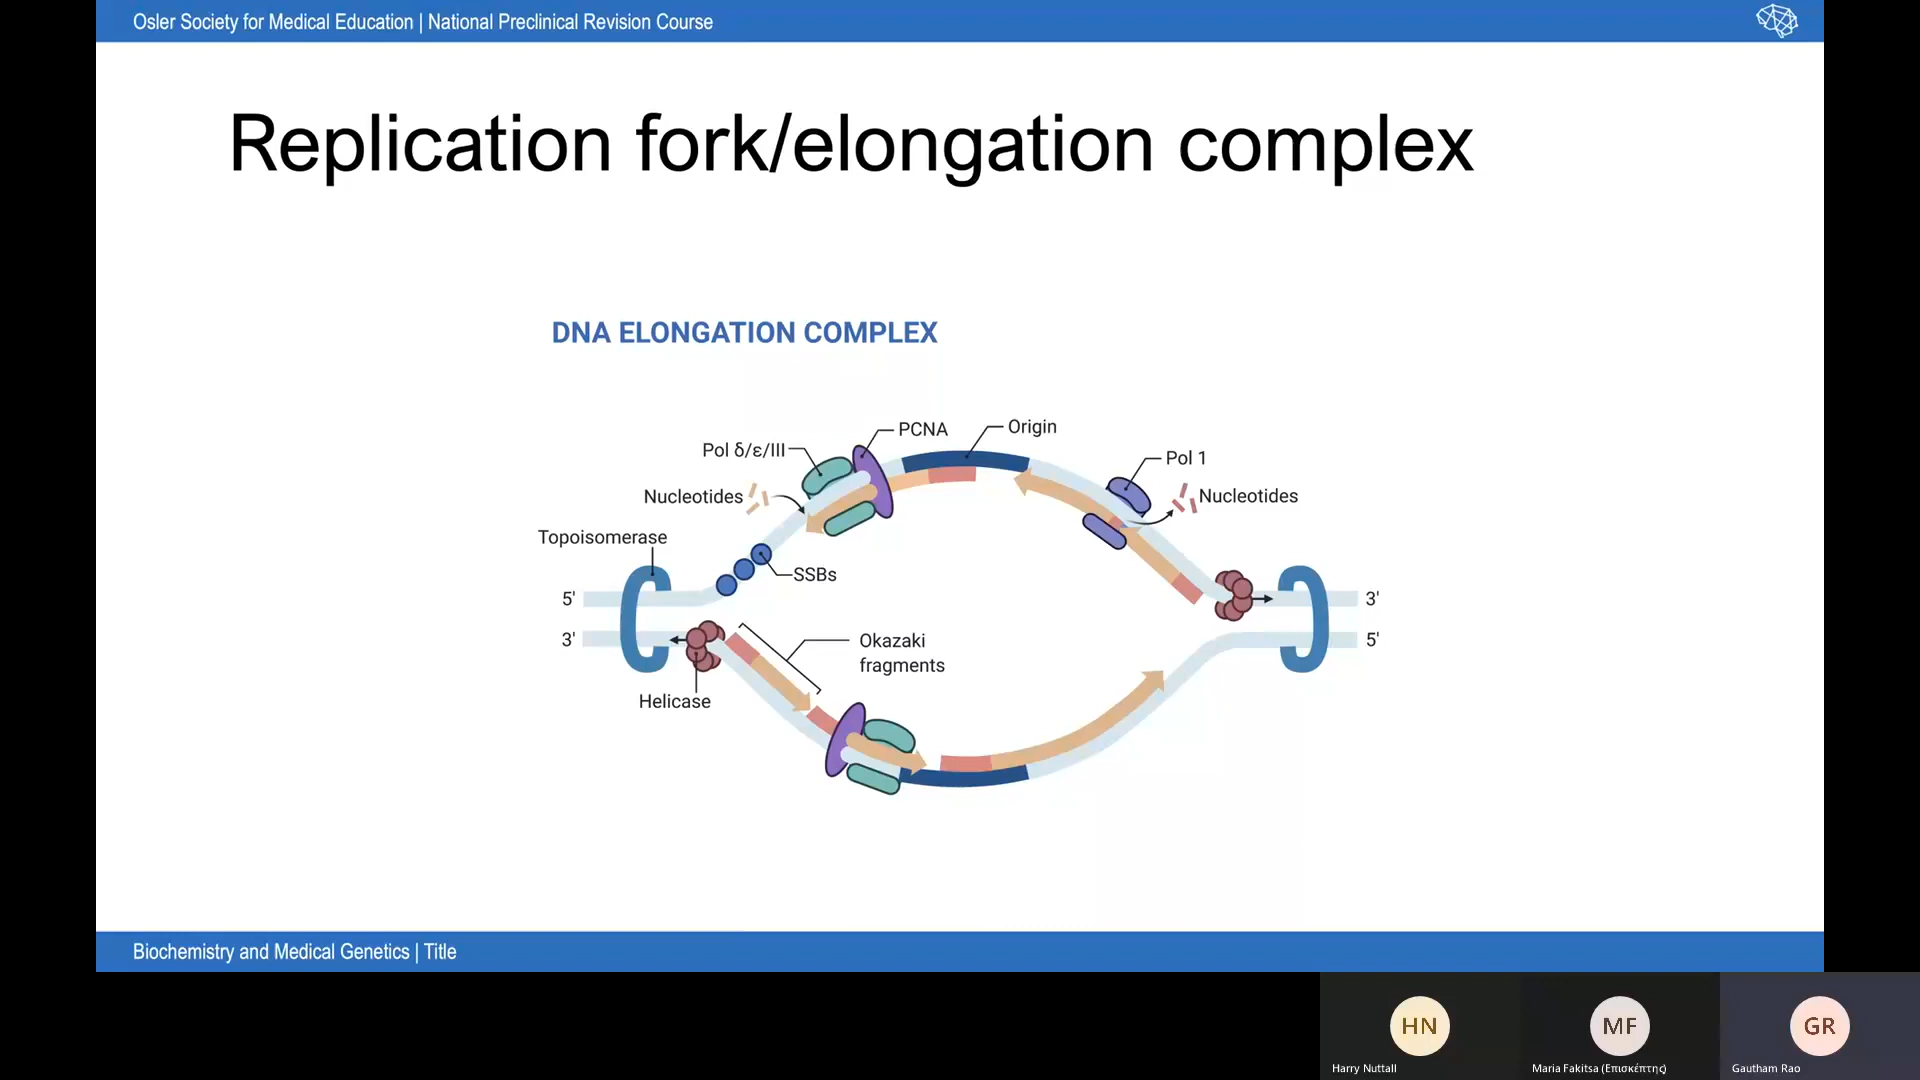 Osler Society for Medical Education | National Preclinical Revision Course
Replication fork/elongation complex
DNA ELONGATION COMPLEX
PCNA
Origin
Pol δ/ε/III
Pol 1
Nucleotides
Nucleotides
Topoisomerase
SSBs
5'
3'
3'
5'
Okazaki
fragments
Helicase
Biochemistry and Medical Genetics | Title
HN
MF
GR
Harry Nuttall
Maria Fakitsa (Επισκέπτης)
Gautham Rao